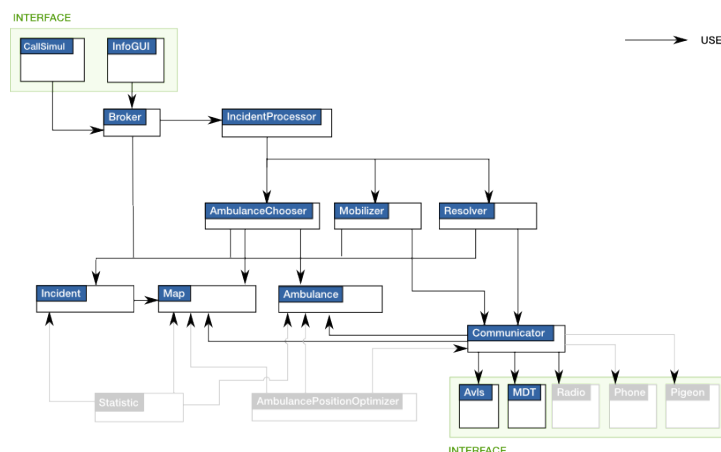 INTERFACE
CallSimul
InfoGUI
USE
Broker
IncidentProcessor
AmbulanceChooser
Mobilizer
Resolver
Incident
Map
Ambulance
Communicator
Statistic
AmbulancePositionOptimizer
Avls
MDT
Radio
Phone
Pigeon
INTERFACE